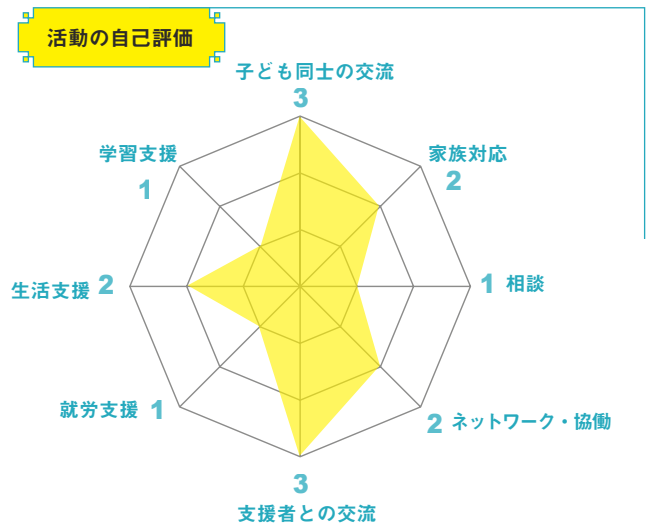 活動の自己評価
子ども同士の交流
3
家族対応
2
1 相談
2 ネットワーク・協働
3
支援者との交流
就労支援 1
生活支援 2
学習支援
1